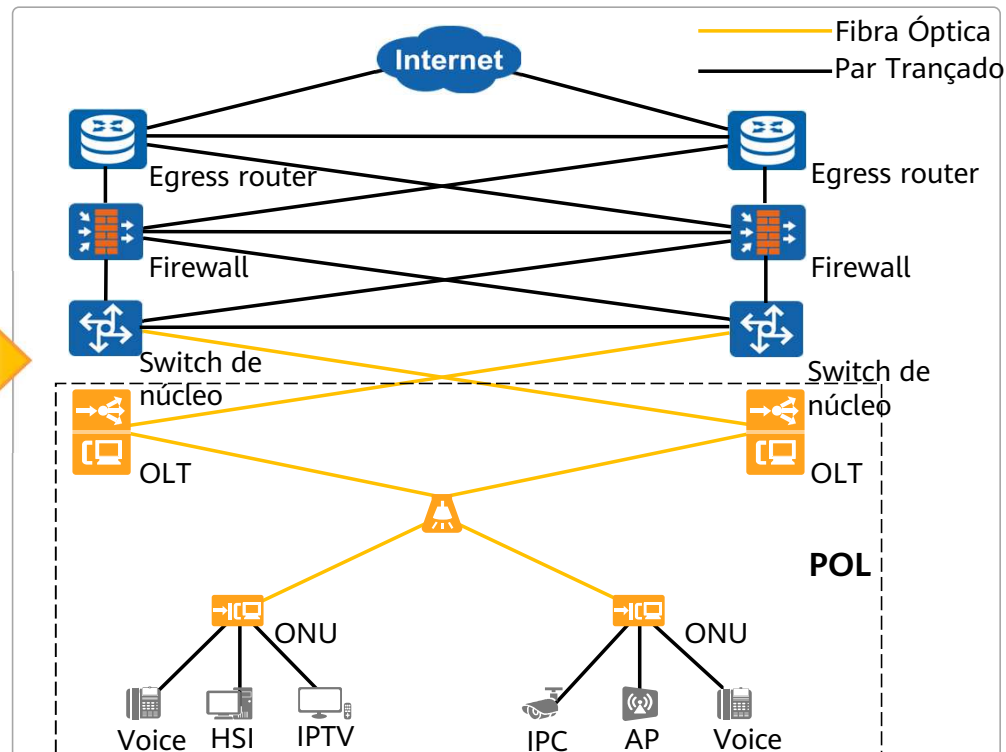 Fibra Óptica
Internet
Par Trançado
Egress router
Egress router
Firewall
Firewall
Switch de
núcleo
Switch de
núcleo
OLT
OLT
POL
ONU
ONU
Voice
HSI
IPTV
IPC
AP
Voice